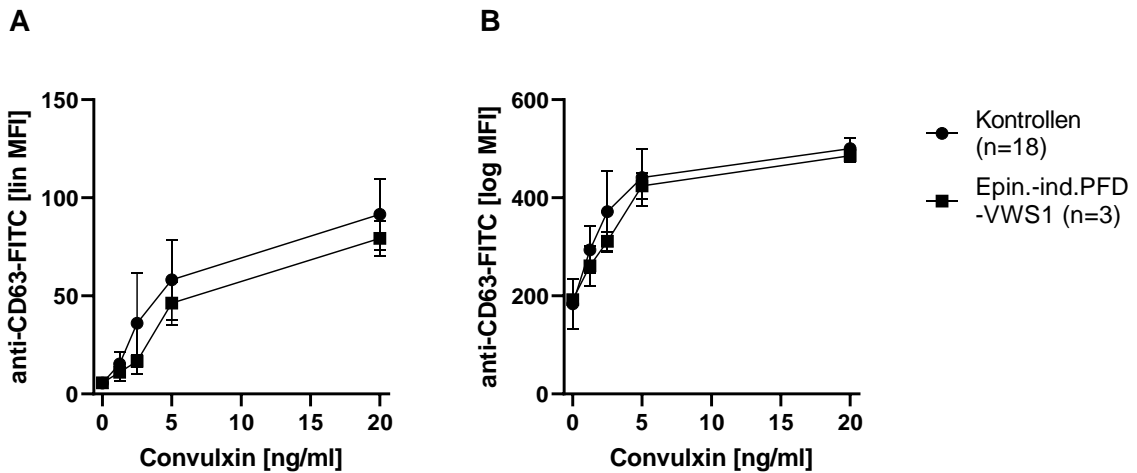 A
B
anti-CD63-FITC [lin MFI]
150
100
50
0
0 5 10 15 20
Convulxin [ng/ml]
anti-CD63-FITC [log MFI]
600
400
200
0
0 5 10 15 20
Convulxin [ng/ml]
Kontrollen
(n=18)
Epin.-ind.PFD
-VWS1 (n=3)